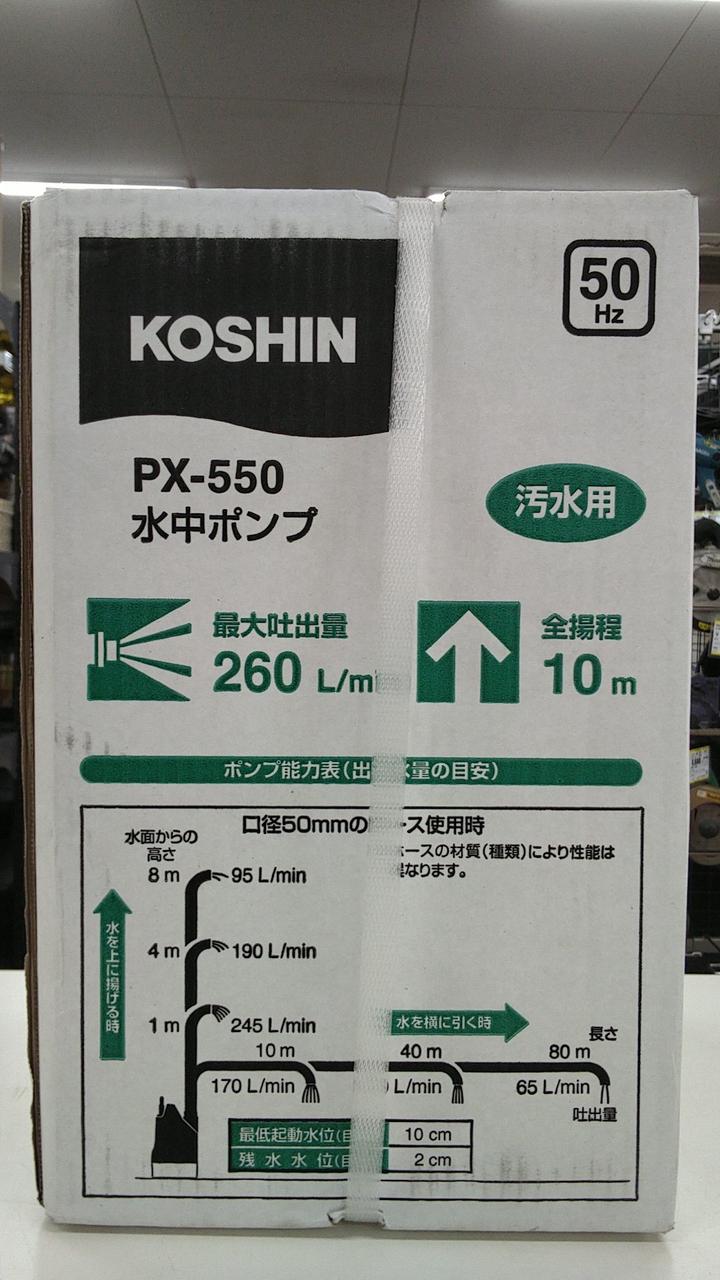 KOSHIN
50
Hz
PX-550
水中ポンプ
汚水用
最大吐出量
260 L/mi
全揚程
10 m
ポンプ能力表(出 水量の目安)
口径50mmの ース使用時
水面からの
高さ
ホースの材質(種類)により性能は
異なります。
8 m
95 L/min
水を上に揚げる時
4 m
190 L/min
1 m
245 L/min
水を横に引く時
長さ
10 m
40 m
80 m
170 L/min
L/min
65 L/min
吐出量
最低起動水位(目
10 cm
残水水位(目
2 cm